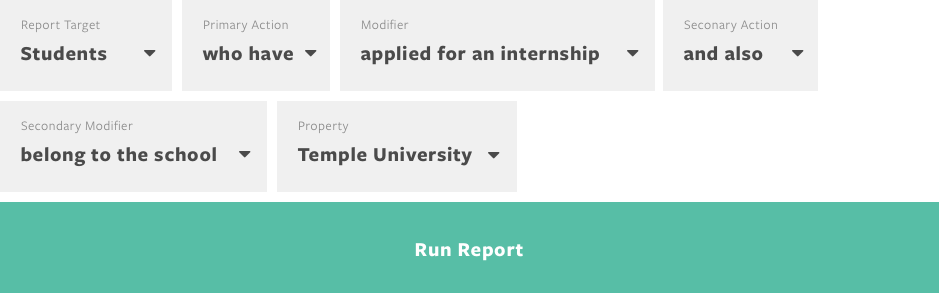 Report Target
Students
Primary Action
who have
Modifier
applied for an internship
Seconary Action
and also
Secondary Modifier
belong to the school
Property
Temple University
Run Report